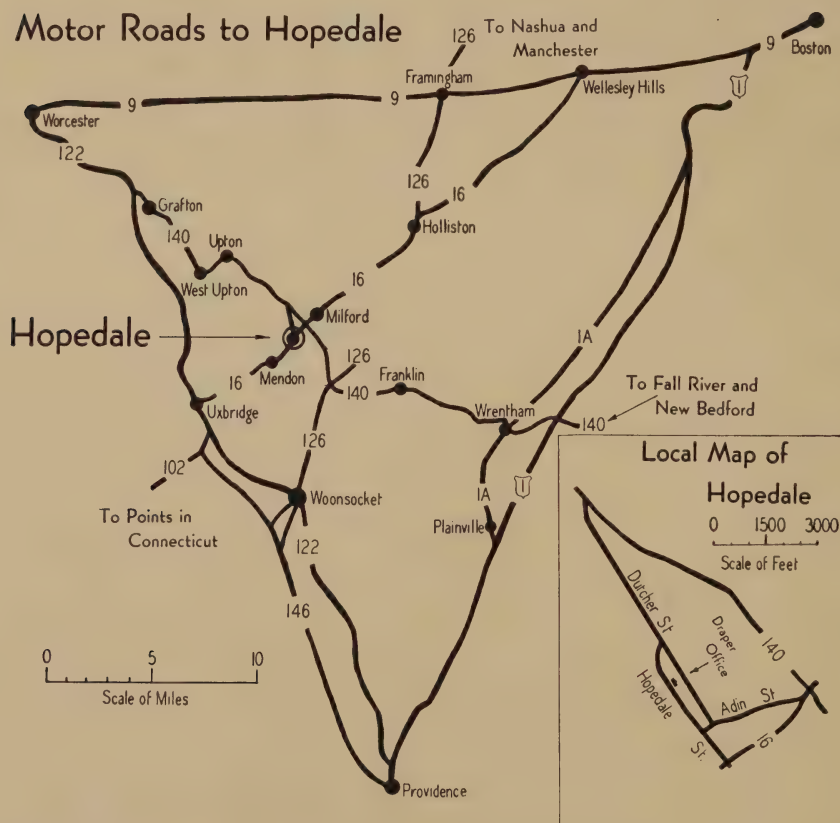 Motor Roads to Hopedale
126
To Nashua and
Manchester
9
Boston
Framingham
Wellesley Hills
1
9
9
Worcester
122
126
16
Grafton
Holliston
140
Upton
West Upton
16
Milford
Hopedale
1A
126
Mendon
16
Franklin
140
To Fall River and
New Bedford
Wrentham
140
Uxbridge
126
102
1A
1
Woonsocket
To Points in
Connecticut
Plainville
122
146
0 5 10
Scale of Miles
Providence
Local Map of
Hopedale
0 1500 3000
Scale of Feet
Dutcher St
Draper
Office
140
Hopedale St.
Adin St
16